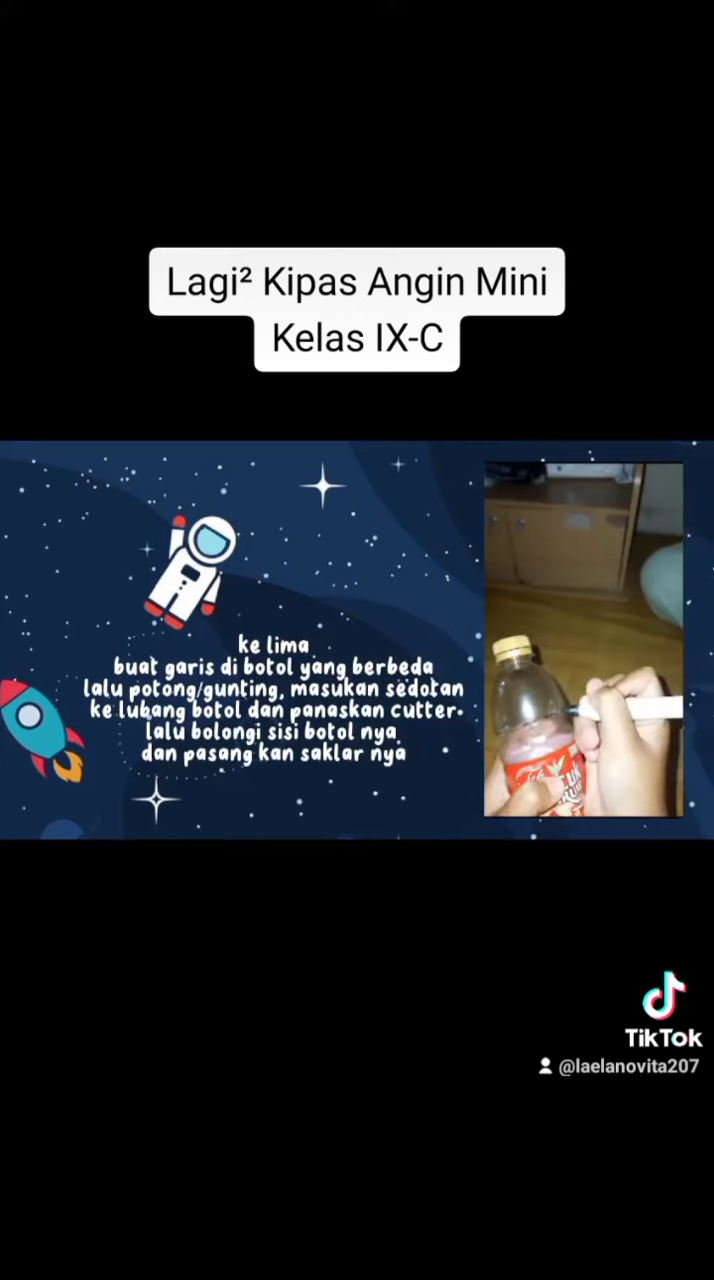 Lagi² Kipas Angin Mini
Kelas IX-C
ke lima
buat garis di botol yang berbeda
lalu potong/gunting, masukan sedotan
ke lubang botol dan panaskan cutter
lalu bolongi sisi botol nya
dan pasang kan saklar nya
TikTok
@laelanovita207